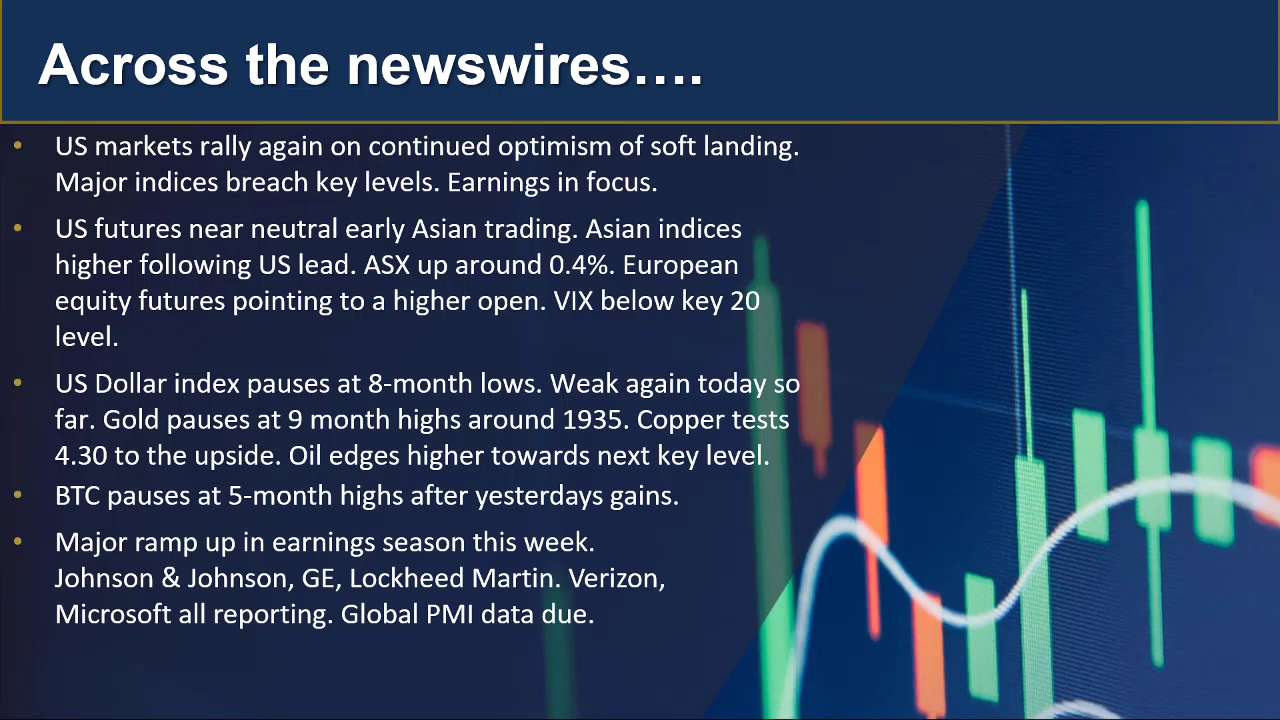 Across the newswires….
• US markets rally again on continued optimism of soft landing.
Major indices breach key levels. Earnings in focus.
• US futures near neutral early Asian trading. Asian indices
higher following US lead. ASX up around 0.4%. European
equity futures pointing to a higher open. VIX below key 20
level.
• US Dollar index pauses at 8-month lows. Weak again today so
far. Gold pauses at 9 month highs around 1935. Copper tests
4.30 to the upside. Oil edges higher towards next key level.
• BTC pauses at 5-month highs after yesterdays gains.
• Major ramp up in earnings season this week.
Johnson & Johnson, GE, Lockheed Martin. Verizon,
Microsoft all reporting. Global PMI data due.